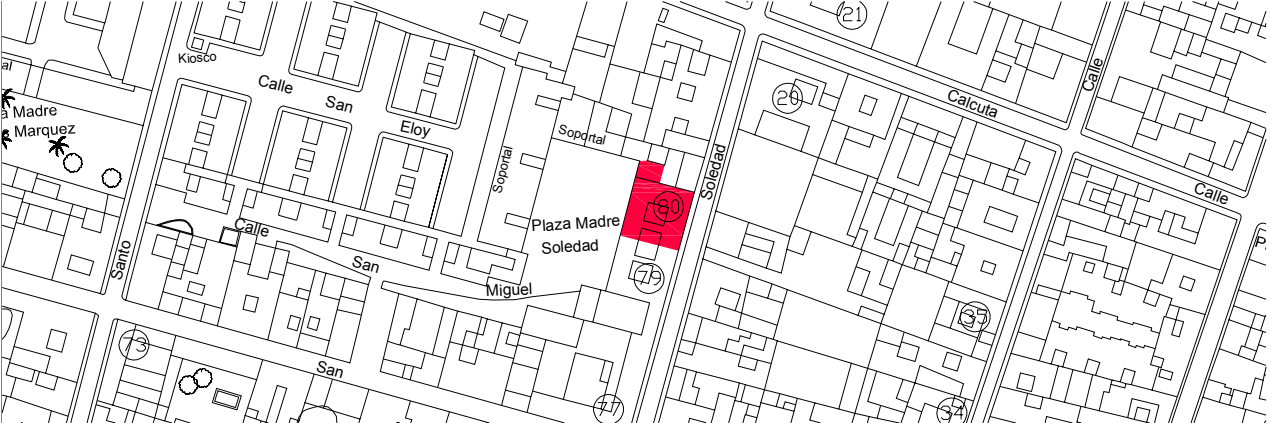 21
Kiosco
Calle
San
Eloy
Calle
Calcuta
al
a Madre
Marquez
20
Soportal
Soportal
Soledad
Calle
80
Plaza Madre
Soledad
Calle
San
Miguel
Santo
79
35
73
San
77
34